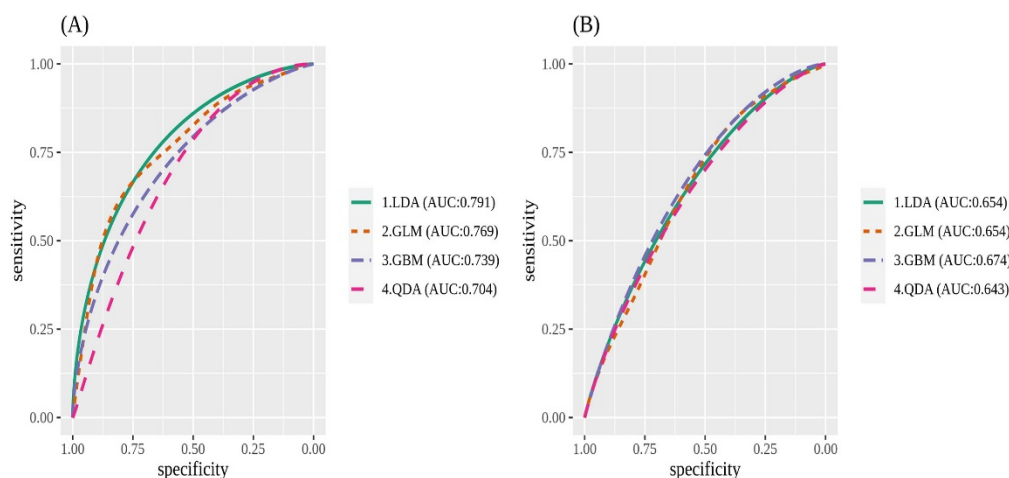 (A)
1.00
0.75
0.50
0.25
0.00
sensitivity
1.00 0.75 0.50 0.25 0.00
specificity
1.LDA (AUC:0.791)
2.GLM (AUC:0.769)
3.GBM (AUC:0.739)
4.QDA (AUC:0.704)
(B)
1.00
0.75
0.50
0.25
0.00
sensitivity
1.00 0.75 0.50 0.25 0.00
specificity
1.LDA (AUC:0.654)
2.GLM (AUC:0.654)
3.GBM (AUC:0.674)
4.QDA (AUC:0.643)